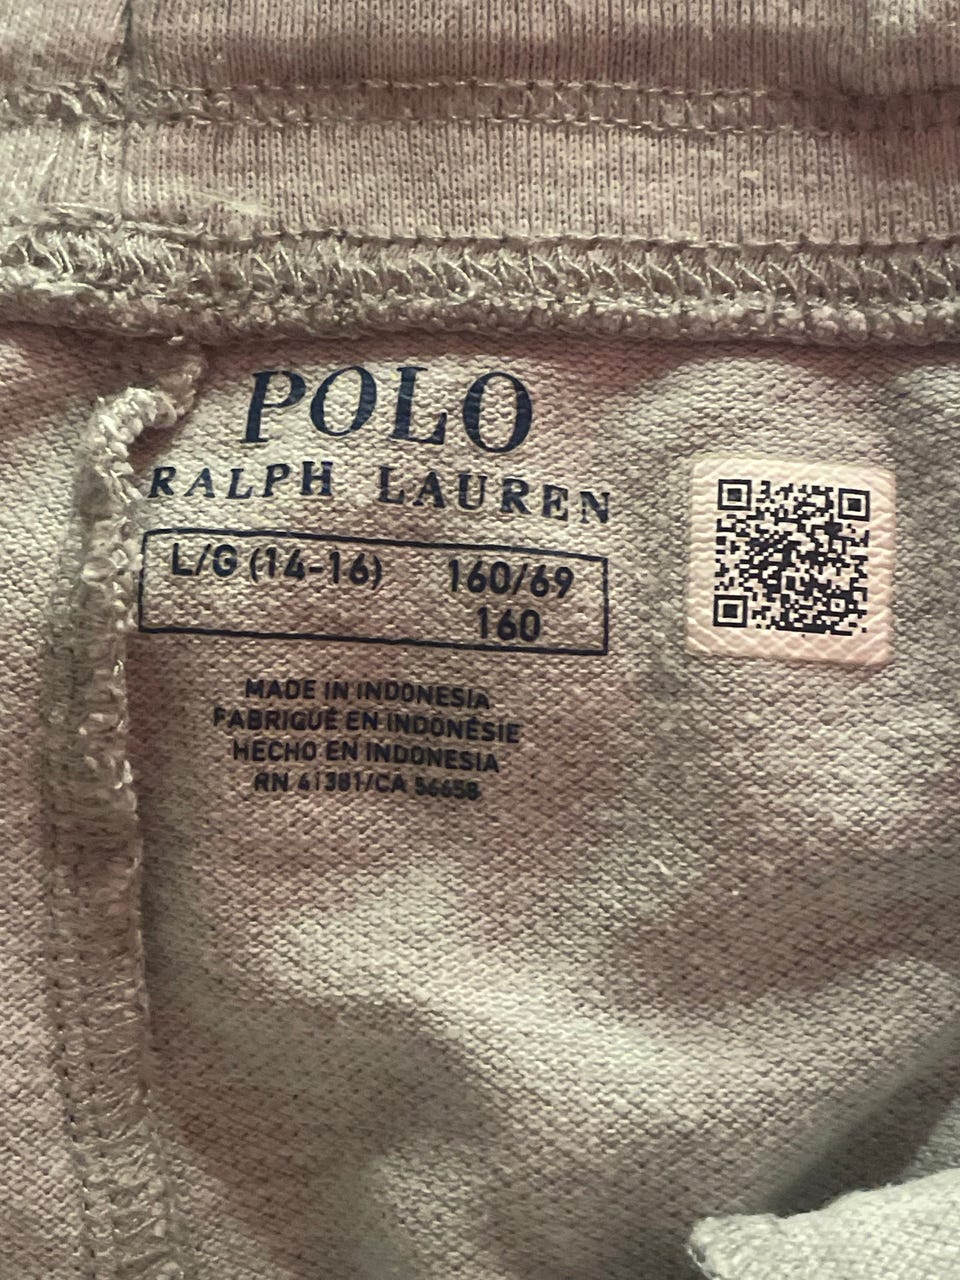 POLO
RALPH LAUREN
L/G (14-16) 160/69
160
MADE IN INDONESIA
FABRIQUÉ EN INDONÉSIE
HECHO EN INDONESIA
RN 41381/CA 56658